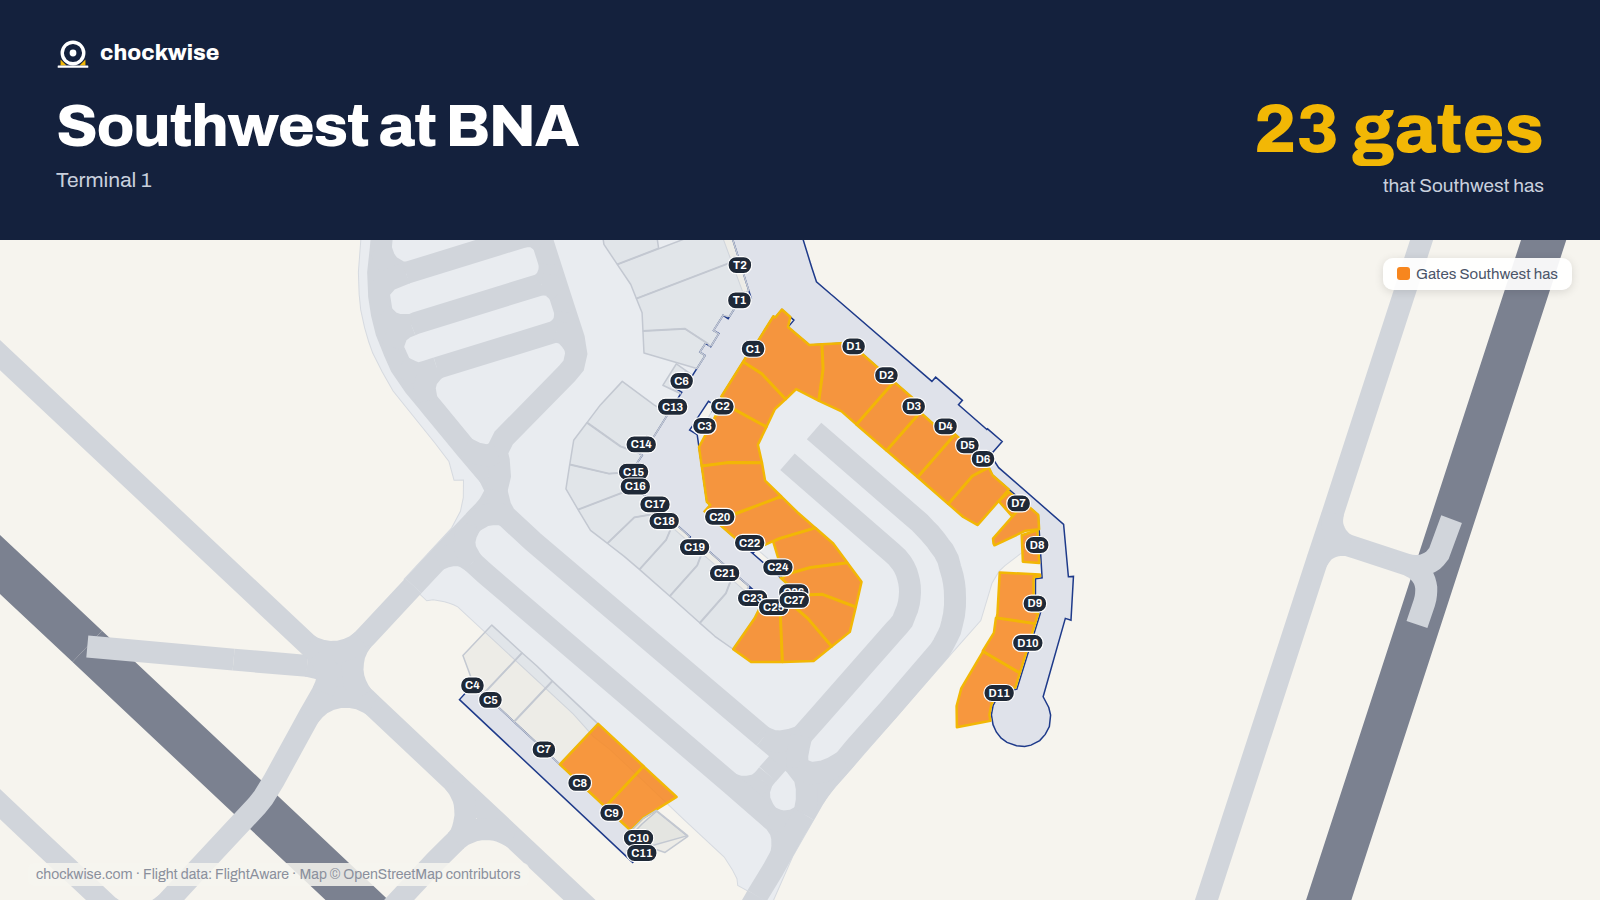 chockwise
Southwest at BNA
Terminal 1
23 gates
that Southwest has
Gates Southwest has
T2
T1
C1
D1
D2
C6
C13
C2
D3
C3
D4
C14
D5
D6
C15
C16
C17
D7
C18
C20
C19
C22
D8
C24
C21
C23
C25
C27
D9
D10
C4
C5
D11
C7
C8
C9
C10
C11
chockwise.com · Flight data: FlightAware · Map © OpenStreetMap contributors